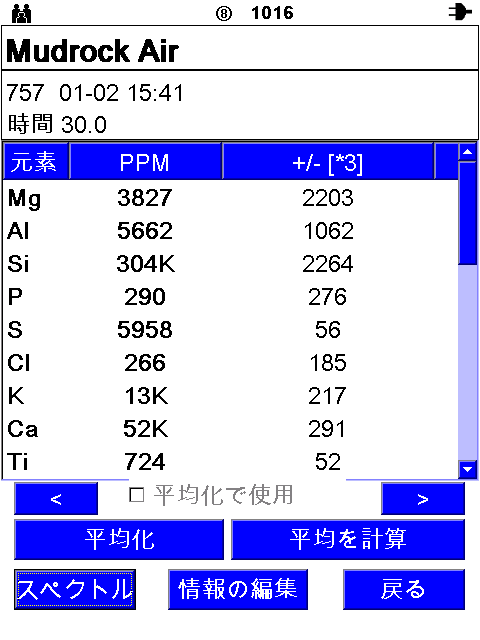 ⑧ 1016
Mudrock Air
757 01-02 15:41
時間 30.0
元素 PPM +/- [*3]
Mg 3827 2203
Al 5662 1062
Si 304K 2264
P 290 276
S 5958 56
Cl 266 185
K 13K 217
Ca 52K 291
Ti 724 52
< 平均化で使用 >
平均化 平均を計算
スペクトル 情報の編集 戻る